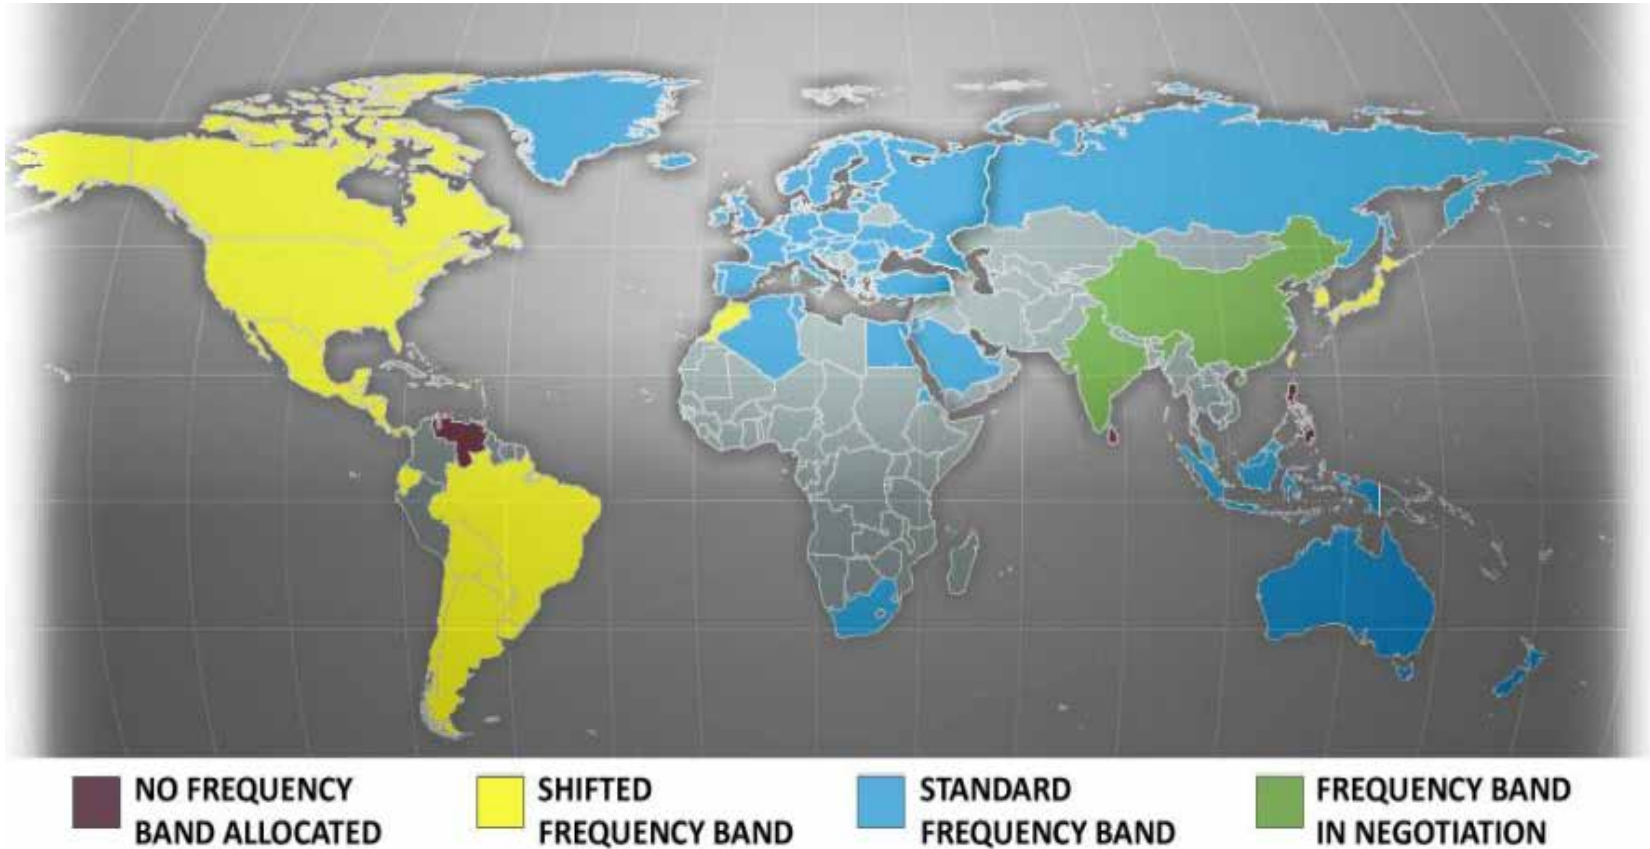 NO FREQUENCY
BAND ALLOCATED
SHIFTED
FREQUENCY BAND
STANDARD
FREQUENCY BAND
FREQUENCY BAND
IN NEGOTIATION